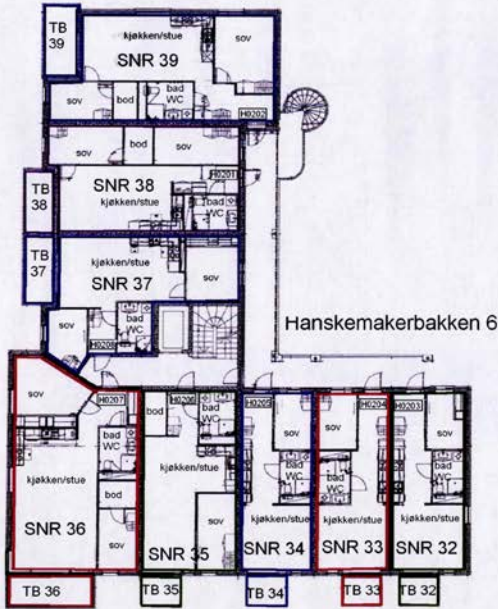 TB
39
kjøkken/stue
sov
SNR 39
sov
bod
bad
WC
H0202
sov
bod
sov
TB
38
SNR 38
H0201
kjøkken/stue
bad
WC
TB
37
kjøkken/stue
SNR 37
sov
Hanskemakerbakken 6
sov
bad
WC
H0208
sov
H0207
bod
H0206
bad
WC
H0205
sov
sov
H0204
H0203
sov
bad
WC
kjøkken/stue
bod
kjøkken/stue
bad
WC
bad
WC
bad
WC
SNR 36
sov
SNR 35
sov
kjøkken/stue
SNR 34
kjøkken/stue
SNR 33
kjøkken/stue
SNR 32
TB 36
TB 35
TB 34
TB 33
TB 32